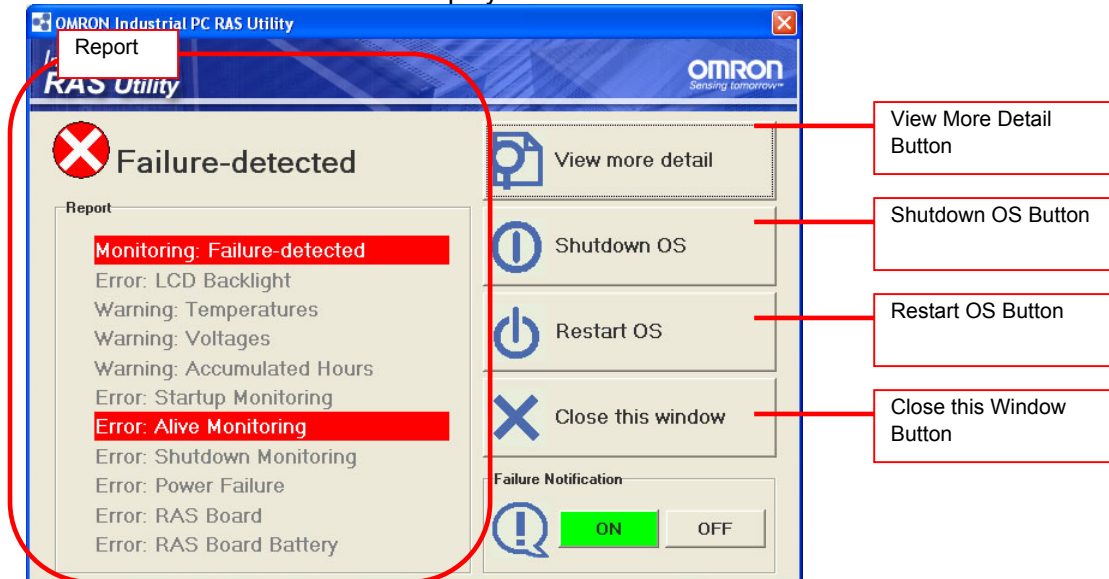 OMRON Industrial PC RAS Utility
Report
RAS Utility
OMRON
Sensing tomorrow™
Failure-detected
Report
Monitoring: Failure-detected
Error: LCD Backlight
Warning: Temperatures
Warning: Voltages
Warning: Accumulated Hours
Error: Startup Monitoring
Error: Alive Monitoring
Error: Shutdown Monitoring
Error: Power Failure
Error: RAS Board
Error: RAS Board Battery
View more detail
Shutdown OS
Restart OS
Close this window
Failure Notification
ON OFF
View More Detail
Button
Shutdown OS Button
Restart OS Button
Close this Window
Button